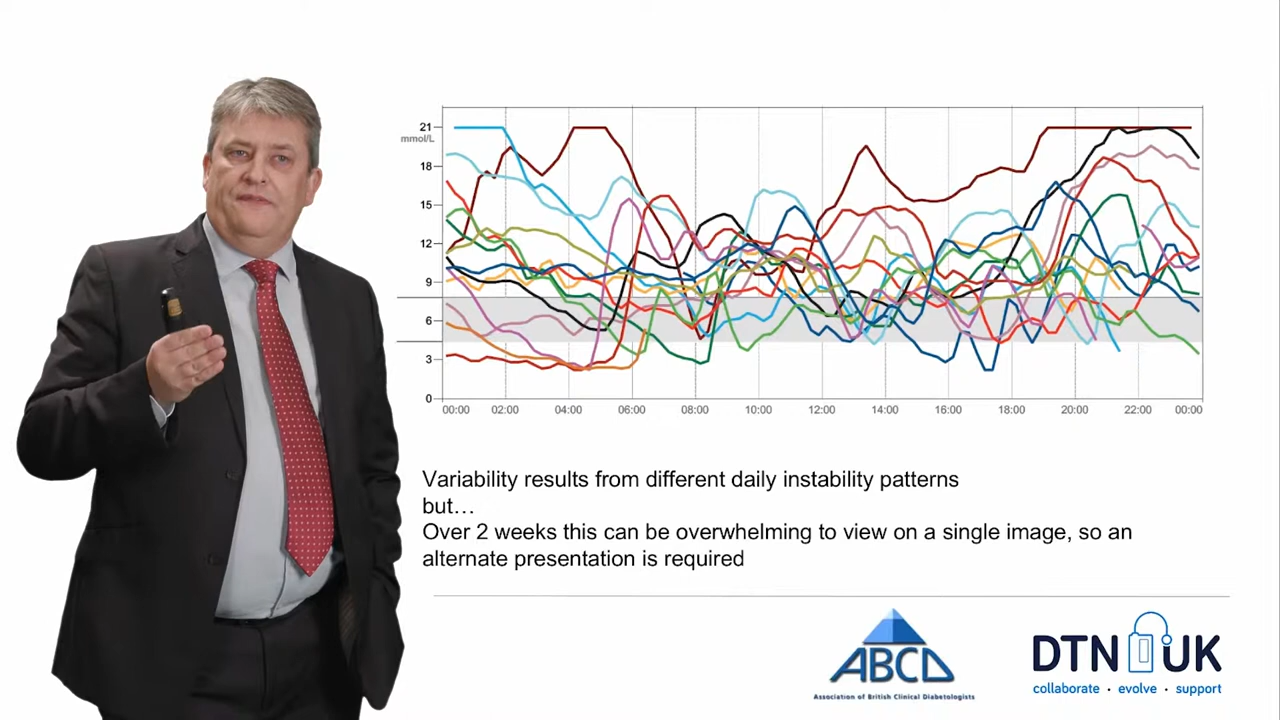 21
mmol/L
18
15
12
9
6
3
0
00:00 02:00 04:00 06:00 08:00 10:00 12:00 14:00 16:00 18:00 20:00 22:00 00:00
Variability results from different daily instability patterns
but…
Over 2 weeks this can be overwhelming to view on a single image, so an
alternate presentation is required
ABCD
Association of British Clinical Diabetologists
DTN UK
collaborate · evolve · support